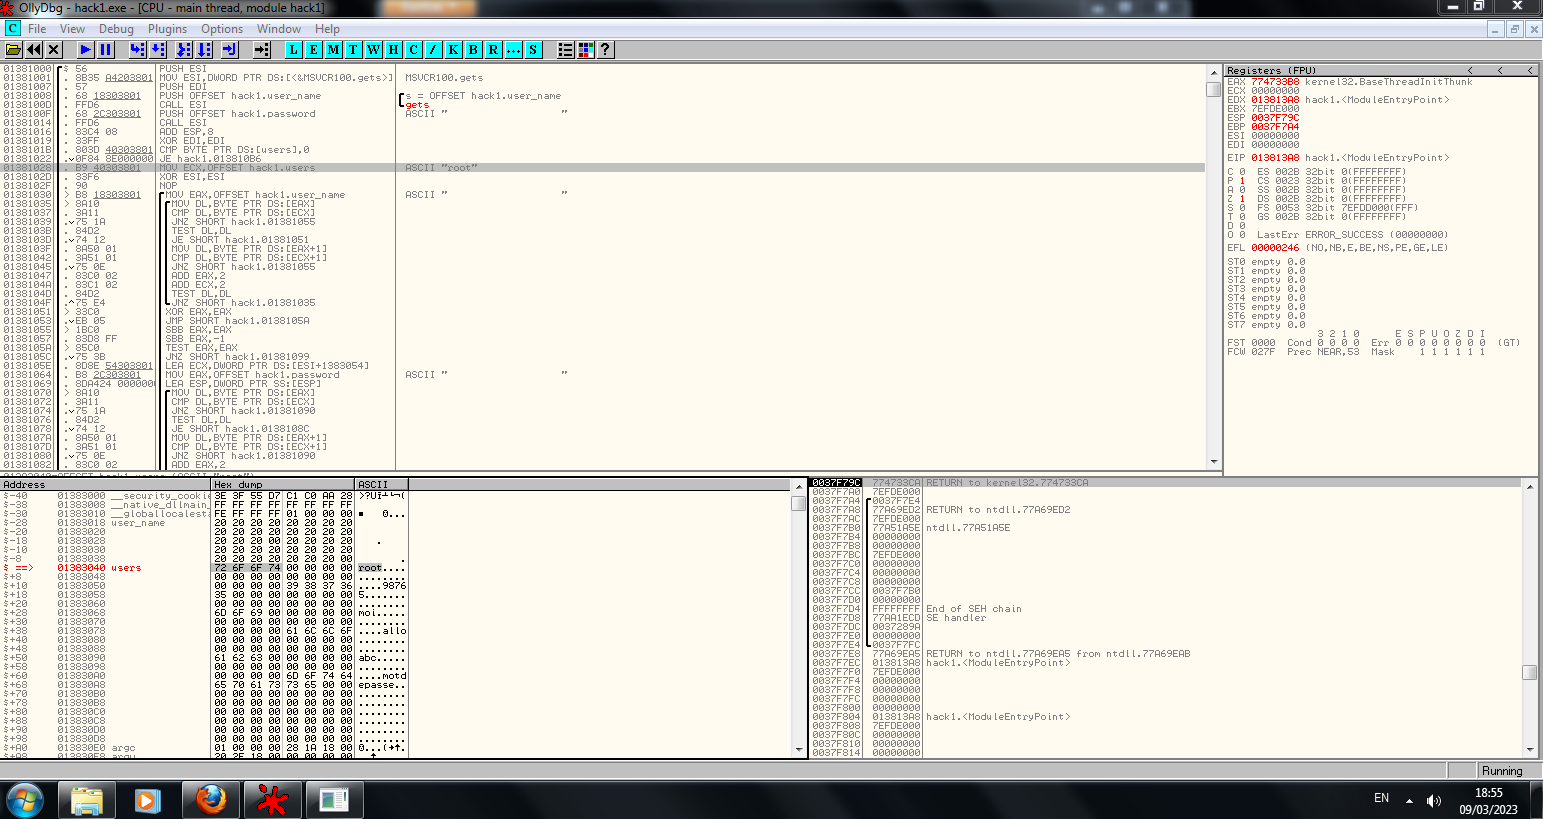 OllyDbg - hack1.exe - [CPU - main thread, module hack1]
C File View Debug Plugins Options Window Help
L E M T W H C / K B R ... S ?
01381000 $ 56 PUSH ESI
01381001 . 8B35 A4203801 MOV ESI,DWORD PTR DS:[<&MSVCR100.gets>] MSVCR100.gets
01381007 . 57 PUSH EDI
01381008 . 68 18303801 PUSH OFFSET hack1.user_name s = OFFSET hack1.user_name
0138100D . FFD6 CALL ESI gets
0138100F . 68 2C303801 PUSH OFFSET hack1.password ASCII " "
01381014 . FFD6 CALL ESI
01381016 . 83C4 08 ADD ESP,8
01381019 . 33FF XOR EDI,EDI
0138101B . 803D 40303801 CMP BYTE PTR DS:[users],0
01381022 . 0F84 8E000000 JE hack1.013810B6
01381028 . B9 40303801 MOV ECX,OFFSET hack1.users ASCII "root"
0138102D . 33F6 XOR ESI,ESI
0138102F . 90 NOP
01381030 > B8 18303801 MOV EAX,OFFSET hack1.user_name ASCII " "
01381035 > 8A10 MOV DL,BYTE PTR DS:[EAX]
01381037 . 3A11 CMP DL,BYTE PTR DS:[ECX]
01381039 . 75 1A JNZ SHORT hack1.01381055
0138103B . 84D2 TEST DL,DL
0138103D . 74 12 JE SHORT hack1.01381051
0138103F . 8A50 01 MOV DL,BYTE PTR DS:[EAX+1]
01381042 . 3A51 01 CMP DL,BYTE PTR DS:[ECX+1]
01381045 . 75 0E JNZ SHORT hack1.01381055
01381047 . 83C0 02 ADD EAX,2
0138104A . 83C1 02 ADD ECX,2
0138104D . 84D2 TEST DL,DL
0138104F .^75 E4 JNZ SHORT hack1.01381035
01381051 > 33C0 XOR EAX,EAX
01381053 . EB 05 JMP SHORT hack1.0138105A
01381055 > 1BC0 SBB EAX,EAX
01381057 . 83D8 FF SBB EAX,-1
0138105A > 85C0 TEST EAX,EAX
0138105C . 75 3B JNZ SHORT hack1.01381099
0138105E . 8D8E 54303801 LEA ECX,DWORD PTR DS:[ESI+1383054]
01381064 . B8 2C303801 MOV EAX,OFFSET hack1.password ASCII " "
01381069 . 8DA424 0000000 LEA ESP,DWORD PTR SS:[ESP]
01381070 > 8A10 MOV DL,BYTE PTR DS:[EAX]
01381072 . 3A11 CMP DL,BYTE PTR DS:[ECX]
01381074 . 75 1A JNZ SHORT hack1.01381090
01381076 . 84D2 TEST DL,DL
01381078 . 74 12 JE SHORT hack1.0138108C
0138107A . 8A50 01 MOV DL,BYTE PTR DS:[EAX+1]
0138107D . 3A51 01 CMP DL,BYTE PTR DS:[ECX+1]
01381080 . 75 0E JNZ SHORT hack1.01381090
01381082 . 83C0 02 ADD EAX,2
Registers (FPU) < < <
EAX 774733B8 kernel32.BaseThreadInitThunk
ECX 00000000
EDX 013813A8 hack1.<ModuleEntryPoint>
EBX 7EFDE000
ESP 0037F79C
EBP 0037F7A4
ESI 00000000
EDI 00000000
EIP 013813A8 hack1.<ModuleEntryPoint>
C 0 ES 002B 32bit 0(FFFFFFFF)
P 1 CS 0023 32bit 0(FFFFFFFF)
A 0 SS 002B 32bit 0(FFFFFFFF)
Z 1 DS 002B 32bit 0(FFFFFFFF)
S 0 FS 0053 32bit 7EFDD000(FFF)
T 0 GS 002B 32bit 0(FFFFFFFF)
D 0
O 0 LastErr ERROR_SUCCESS (00000000)
EFL 00000246 (NO,NB,E,BE,NS,PE,GE,LE)
ST0 empty 0.0
ST1 empty 0.0
ST2 empty 0.0
ST3 empty 0.0
ST4 empty 0.0
ST5 empty 0.0
ST6 empty 0.0
ST7 empty 0.0
3 2 1 0 E S P U O Z D I
FST 0000 Cond 0 0 0 0 Err 0 0 0 0 0 0 0 0 (GT)
FCW 027F Prec NEAR,53 Mask 1 1 1 1 1 1
Address Hex dump ASCII
$-40 01383000 __security_cookie 3E 3F 55 D7 C1 C0 AA 28
$-38 01383008 __native_dllmain_ FF FF FF FF FF FF FF FF
$-30 01383010 __globallocalesta FE FF FF FF 01 00 00 00
$-28 01383018 user_name 20 20 20 20 20 20 20 20
$-20 01383020 20 20 20 20 20 20 20 20
$-18 01383028 20 20 20 00 20 20 20 20
$-10 01383030 20 20 20 20 20 20 20 20
$-8 01383038 20 20 20 20 20 20 20 00
$ ==> 01383040 users 72 6F 6F 74 00 00 00 00 root....
$+8 01383048 00 00 00 00 00 00 00 00 ........
$+10 01383050 00 00 00 00 39 38 37 36 ....9876
$+18 01383058 35 00 00 00 00 00 00 00 5.......
$+20 01383060 00 00 00 00 00 00 00 00 ........
$+28 01383068 6D 6F 69 00 00 00 00 00 moi.....
$+30 01383070 00 00 00 00 00 00 00 00 ........
$+38 01383078 00 00 00 00 61 6C 6C 6F ....allo
$+40 01383080 00 00 00 00 00 00 00 00 ........
$+48 01383088 00 00 00 00 00 00 00 00 ........
$+50 01383090 61 62 63 00 00 00 00 00 abc.....
$+58 01383098 00 00 00 00 00 00 00 00 ........
$+60 013830A0 00 00 00 00 6D 6F 74 64 ....motd
$+68 013830A8 65 70 61 73 73 65 00 00 epasse..
$+70 013830B0 00 00 00 00 00 00 00 00 ........
$+78 013830B8 00 00 00 00 00 00 00 00 ........
$+80 013830C0 00 00 00 00 00 00 00 00 ........
$+88 013830C8 00 00 00 00 00 00 00 00 ........
$+90 013830D0 00 00 00 00 00 00 00 00 ........
$+98 013830D8 00 00 00 00 00 00 00 00 ........
$+A0 013830E0 argc 01 00 00 00 28 1A 18 00
0037F79C 774733CA RETURN to kernel32.774733CA
0037F7A0 7EFDE000
0037F7A4 0037F7E4
0037F7A8 77A69ED2 RETURN to ntdll.77A69ED2
0037F7AC 7EFDE000
0037F7B0 77A51A5E ntdll.77A51A5E
0037F7B4 00000000
0037F7B8 00000000
0037F7BC 7EFDE000
0037F7C0 00000000
0037F7C4 00000000
0037F7C8 00000000
0037F7CC 0037F7B0
0037F7D0 00000000
0037F7D4 FFFFFFFF End of SEH chain
0037F7D8 77AA1ECD SE handler
0037F7DC 0037289A
0037F7E0 00000000
0037F7E4 0037F7FC
0037F7E8 77A69EA5 RETURN to ntdll.77A69EA5 from ntdll.77A69EAB
0037F7EC 013813A8 hack1.<ModuleEntryPoint>
0037F7F0 7EFDE000
0037F7F4 00000000
0037F7F8 00000000
0037F7FC 00000000
0037F800 00000000
0037F804 013813A8 hack1.<ModuleEntryPoint>
0037F808 7EFDE000
0037F80C 00000000
0037F810 00000000
0037F814 00000000
Running
EN
18:55
09/03/2023